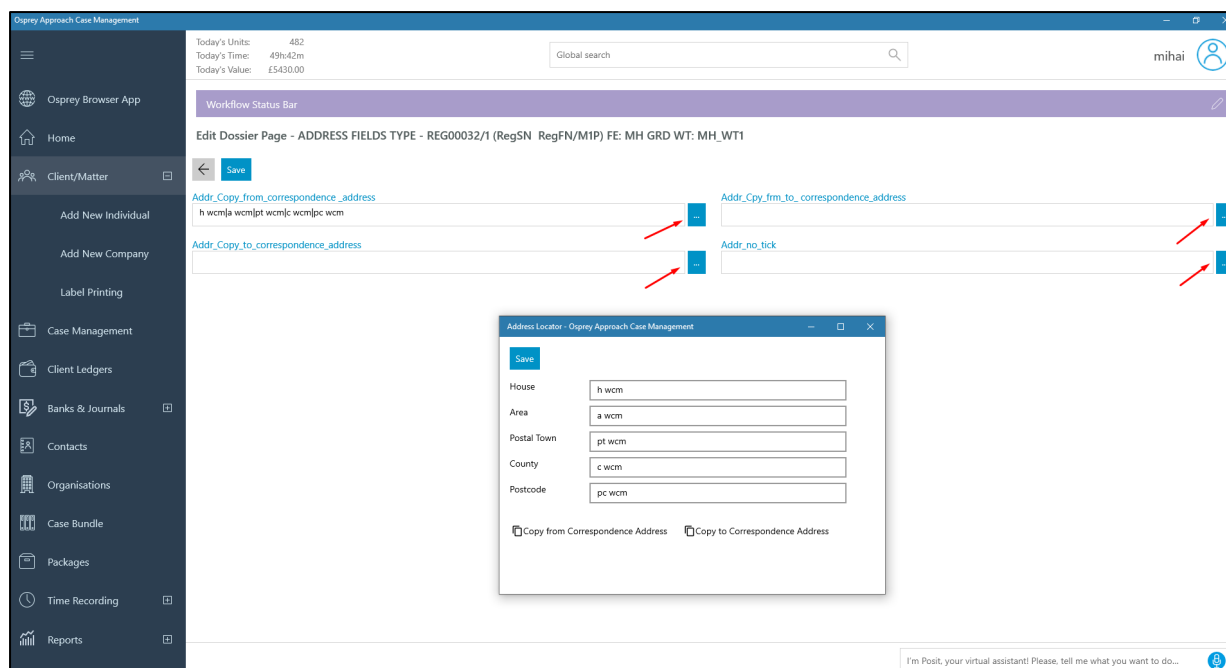 Osprey Approach Case Management
Today's Units: 482
Today's Time: 49h:42m
Today's Value: £5430.00
Global search
mihai
Osprey Browser App
Home
Client/Matter
Add New Individual
Add New Company
Label Printing
Case Management
Client Ledgers
Banks & Journals
Contacts
Organisations
Case Bundle
Packages
Time Recording
Reports
Workflow Status Bar
Edit Dossier Page - ADDRESS FIELDS TYPE - REG00032/1 (RegSN RegFN/M1P) FE: MH GRD WT: MH_WT1
Save
Addr_Copy_from_correspondence _address
h wcm|a wcm|pt wcm|c wcm|pc wcm
...
Addr_Cpy_frm_to_ correspondence_address
...
Addr_Copy_to_correspondence_address
...
Addr_no_tick
...
Address Locator - Osprey Approach Case Management
Save
House h wcm
Area a wcm
Postal Town pt wcm
County c wcm
Postcode pc wcm
Copy from Correspondence Address Copy to Correspondence Address
I'm Posit, your virtual assistant! Please, tell me what you want to do...